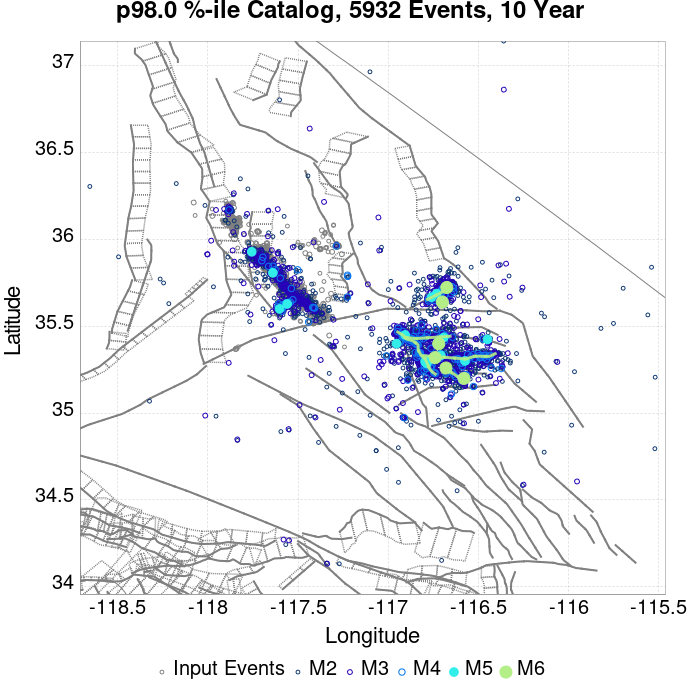 p98.0 %-ile Catalog, 5932 Events, 10 Year
37
36.5
36
35.5
35
34.5
34
Latitude
-118.5 -118 -117.5 -117 -116.5 -116 -115.5
Longitude
Input Events M2 M3 M4 M5 M6